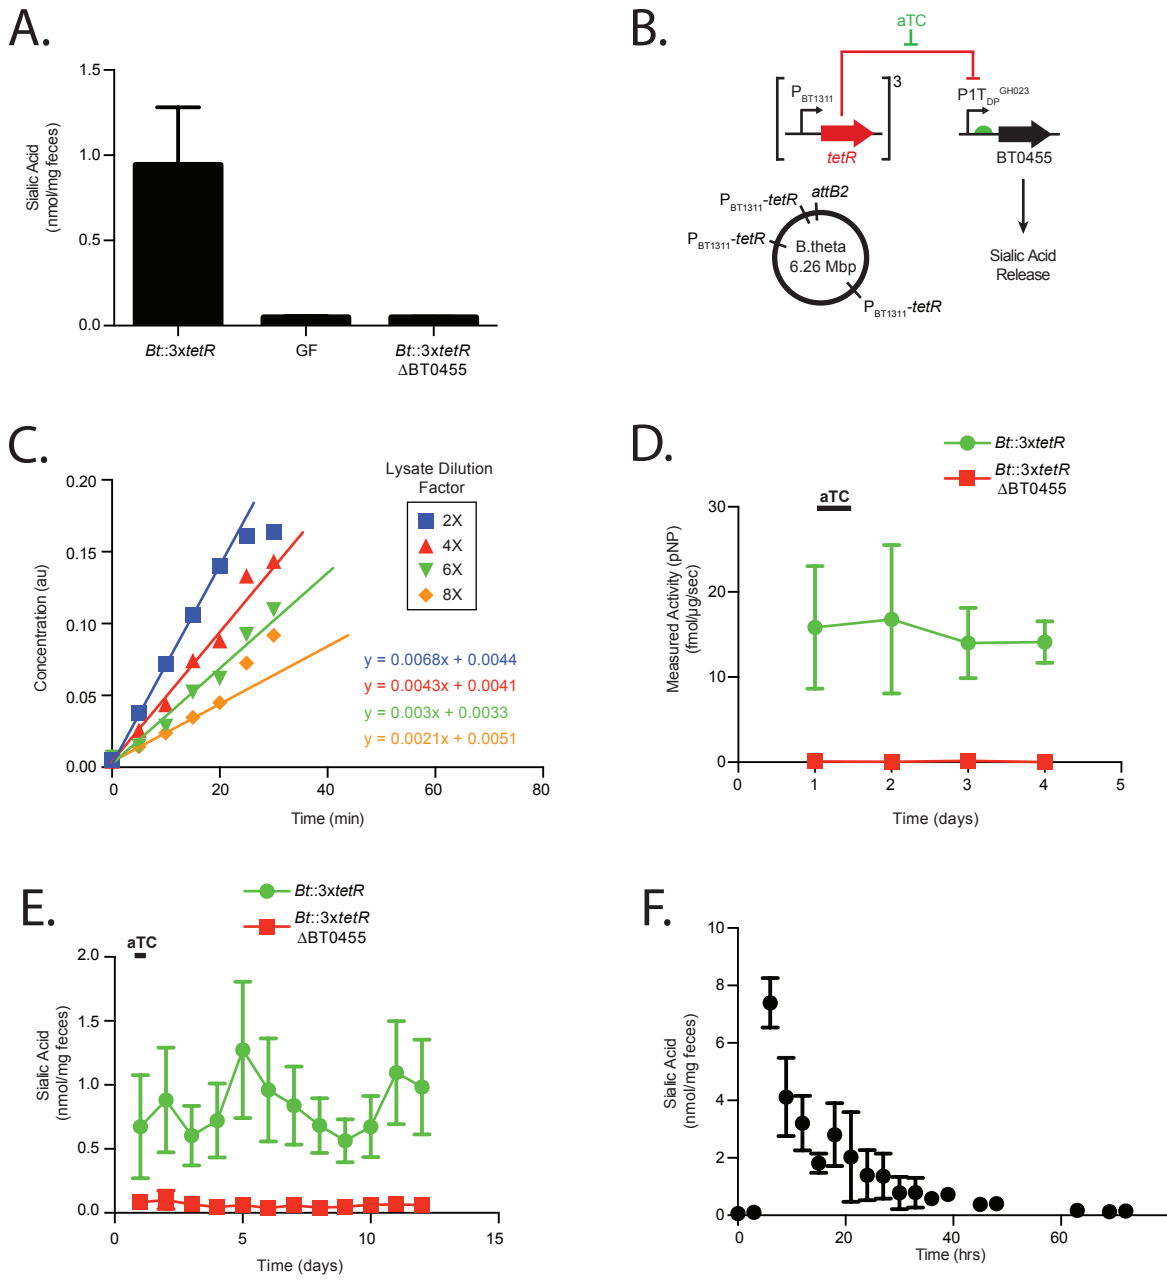 A.
1.5
1.0
0.5
0.0
Sialic Acid
(nmol/mg feces)
Bt::3xtetR
GF
Bt::3xtetR
ΔBT0455
B.
aTC
3
P BT1311
tetR
P1T DP GH023
BT0455
Sialic Acid
Release
attB2
P BT1311-tetR
P BT1311-tetR
P BT1311-tetR
B.theta
6.26 Mbp
C.
0.20
0.15
0.10
0.05
0.00
Concentration (au)
0
20
40
60
80
Time (min)
Lysate Dilution
Factor
2X
4X
6X
8X
y = 0.0068x + 0.0044
y = 0.0043x + 0.0041
y = 0.003x + 0.0033
y = 0.0021x + 0.0051
D.
Bt::3xtetR
Bt::3xtetR
ΔBT0455
aTC
30
20
10
0
Measured Activity (pNP)
(fmol/µg/sec)
0
1
2
3
4
5
Time (days)
E.
Bt::3xtetR
Bt::3xtetR
ΔBT0455
aTC
2.0
1.5
1.0
0.5
0.0
Sialic Acid
(nmol/mg feces)
0
5
10
15
Time (days)
F.
10
8
6
4
2
0
Sialic Acid
(nmol/mg feces)
0
20
40
60
Time (hrs)